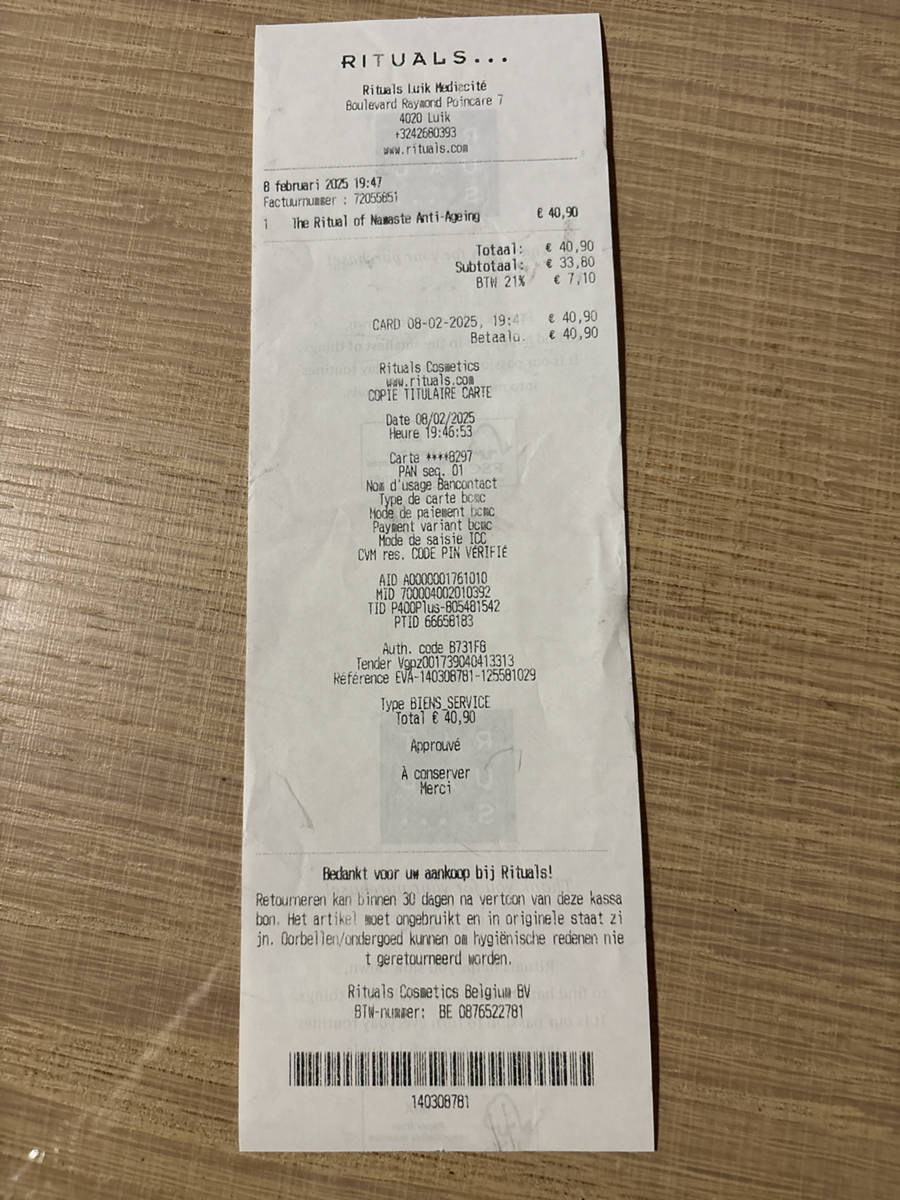 RITUALS...
Rituals Luik Mediacité
Boulevard Raymond Poincare 7
4020 Luik
+3242680393
www.rituals.com
8 februari 2025 19:47
Factuurnummer : 72055851
1 The Ritual of Namaste Anti-Ageing € 40,90
Totaal: € 40,90
Subtotaal: € 33,80
BTW 21% € 7,10
CARD 08-02-2025, € 40,90
Betaald: € 40,90
Rituals Cosmetics
www.rituals.com
COPIE TITULAIRE CARTE
Date 08/02/2025
Heure 19:46:53
Carte ****8297
PAN seq. 01
Nom d'usage Bancontact
Type de carte bcmc
Mode de paiement bcmc
Payment variant bcmc
Mode de saisie ICC
CVM res. CODE PIN VÉRIFIÉ
AID A0000001761010
MID 700004002010392
TID P400Plus-805481542
PTID 66658183
Auth. code B731F8
Tender Vgpz001739040413313
Référence EVA-140308781-125581029
Type BIENS_SERVICE
Total € 40,90
Approuvé
À conserver
Merci
Bedankt voor uw aankoop bij Rituals!
Retourneren kan binnen 30 dagen na vertoon van deze kassa
bon. Het artikel moet ongebruikt en in originele staat zi
jn. Oorbellen/ondergoed kunnen om hygiënische redenen nie
t geretourneerd worden.
Rituals Cosmetics Belgium BV
BTW-nummer: BE 0876522781
140308781